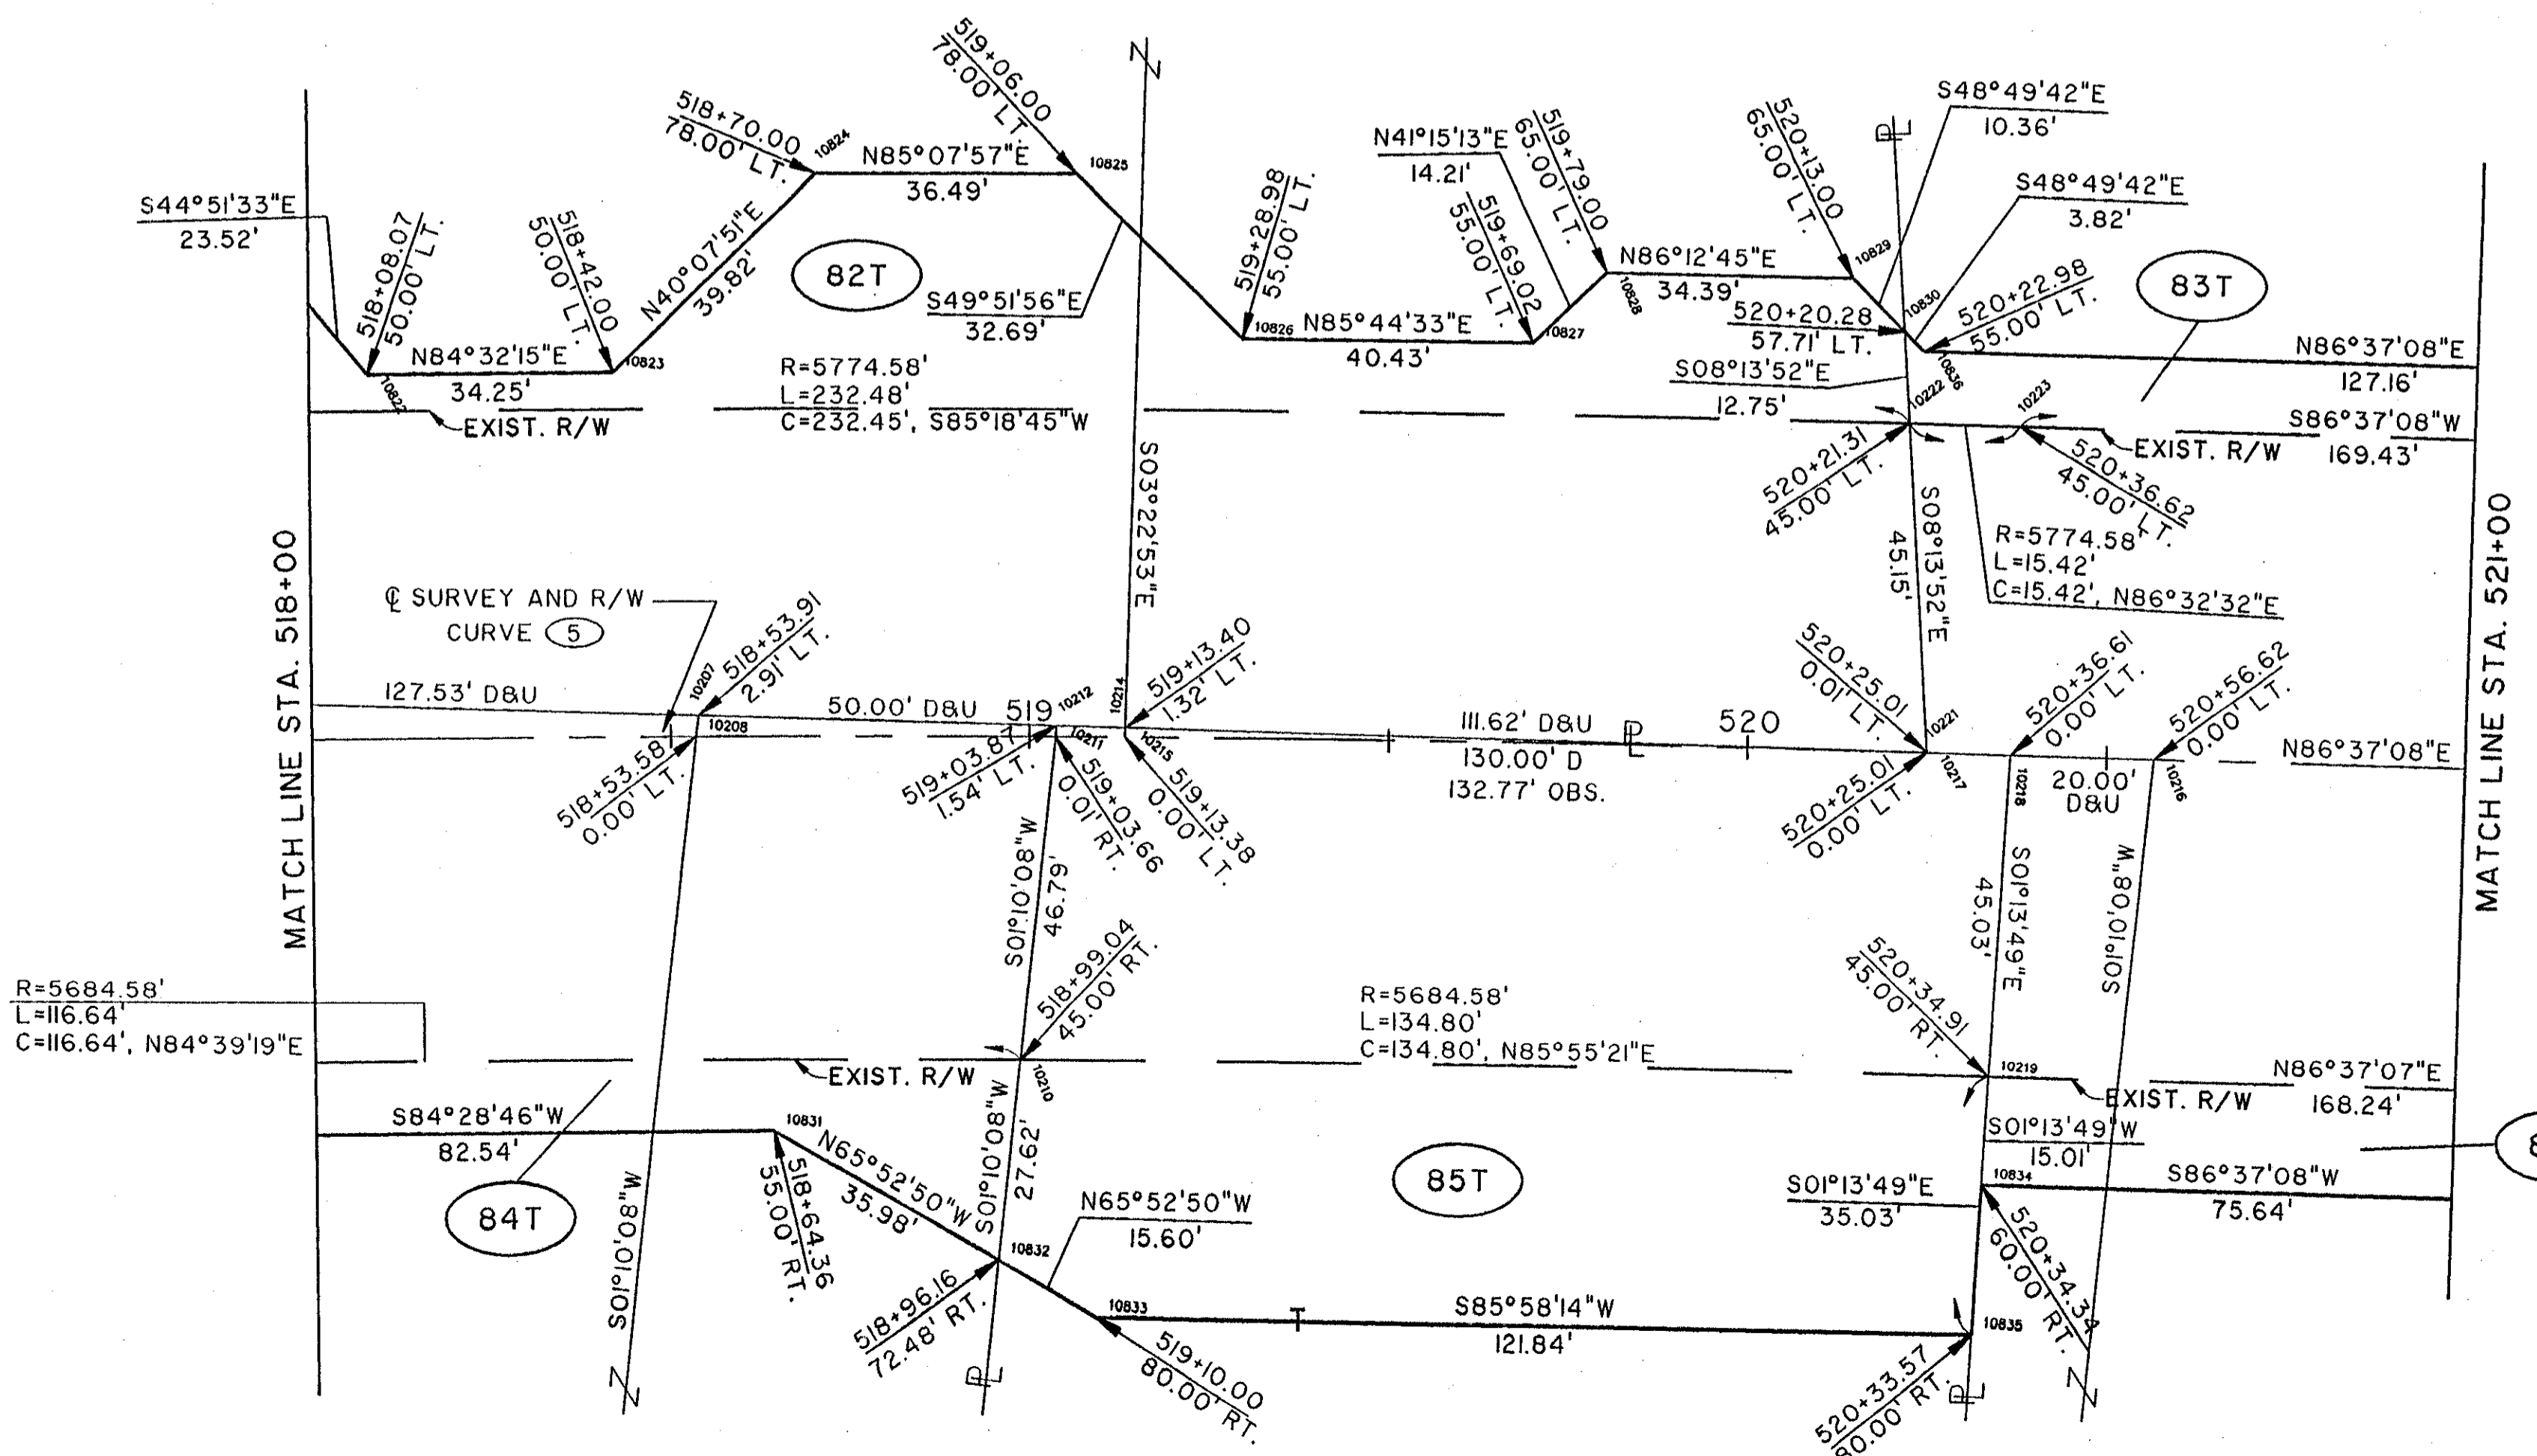 519+06.00
78.00' LT.
518+70.00
78.00' LT.
10824
N85°07'57"E
36.49'
10825
S44°51'33"E
23.52'
518+08.07
50.00' LT.
518+42.00
50.00' LT.
N40°07'51"E
39.82'
82T
S49°51'56"E
32.69'
519+28.98
55.00' LT.
N41°15'13"E
14.21'
519+69.02
55.00' LT.
519+79.00
65.00' LT.
520+13.00
65.00' LT.
PL
S48°49'42"E
10.36'
S48°49'42"E
3.82'
83T
10822
N84°32'15"E
34.25'
10823
10826
N85°44'33"E
40.43'
10827
10828
N86°12'45"E
34.39'
10829
10830
520+20.28
57.71' LT.
520+22.98
55.00' LT.
10836
N86°37'08"E
127.16'
R=5774.58'
L=232.48'
C=232.45', S85°18'45"W
EXIST. R/W
S08°13'52"E
12.75'
10222
10223
EXIST. R/W
S86°37'08"W
169.43'
520+21.31
45.00' LT.
520+36.62
45.00' LT.
R=5774.58'
L=15.42'
C=15.42', N86°32'32"E
S03°22'53"E
S08°13'52"E
45.15'
MATCH LINE STA. 518+00
MATCH LINE STA. 521+00
℄ SURVEY AND R/W
CURVE 5
127.53' D&U
10207
518+53.91
2.91' LT.
10208
518+53.58
0.00' LT.
50.00' D&U
519
10212
10211
519+03.87
1.54' LT.
519+03.66
0.01' RT.
10214
519+13.40
1.32' LT.
10215
519+13.38
0.00' LT.
111.62' D&U
130.00' D
132.77' OBS.
PL
520
520+25.01
0.01' LT.
10221
520+25.01
0.00' LT.
10217
520+36.61
0.00' LT.
10218
20.00'
D&U
520+56.62
0.00' LT.
10216
N86°37'08"E
S01°10'08"W
46.79'
S01°13'49"E
45.03'
S01°10'08"W
518+99.04
45.00' RT.
10210
R=5684.58'
L=116.64'
C=116.64', N84°39'19"E
EXIST. R/W
R=5684.58'
L=134.80'
C=134.80', N85°55'21"E
520+34.91
45.00' RT.
10219
EXIST. R/W
N86°37'07"E
168.24'
S84°28'46"W
82.54'
84T
10831
518+64.36
55.00' RT.
N65°52'50"W
35.98'
S01°10'08"W
27.62'
S01°10'08"W
10832
518+96.16
72.48' RT.
N65°52'50"W
15.60'
10833
519+10.00
80.00' RT.
85T
T
S85°58'14"W
121.84'
S01°13'49"W
15.01'
S01°13'49"E
35.03'
10834
S86°37'08"W
75.64'
520+34.34
60.00' RT.
10835
520+33.57
PL
PL